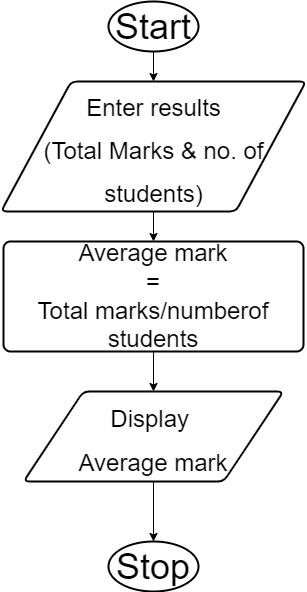 Start
Enter results
(Total Marks & no. of
students)
Average mark
=
Total marks/numberof
students
Display
Average mark
Stop